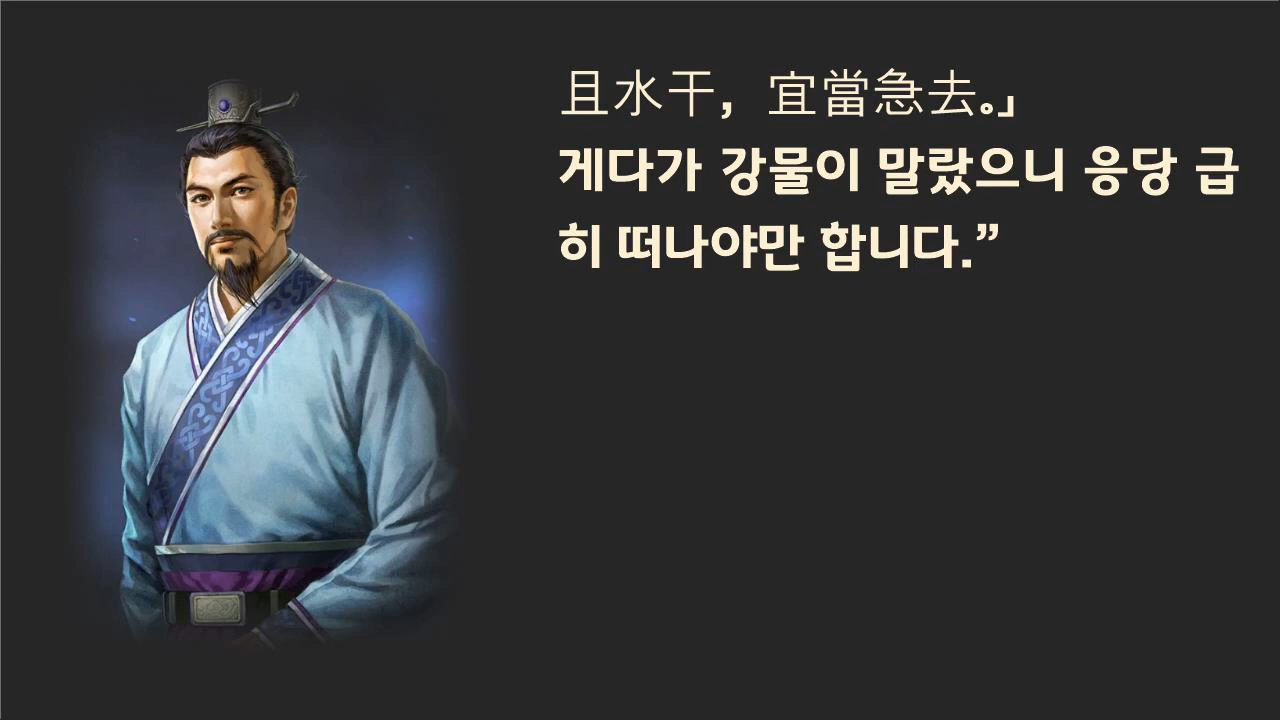 且水干，宜當急去。」
게다가 강물이 말랐으니 응당 급
히 떠나야만 합니다.”